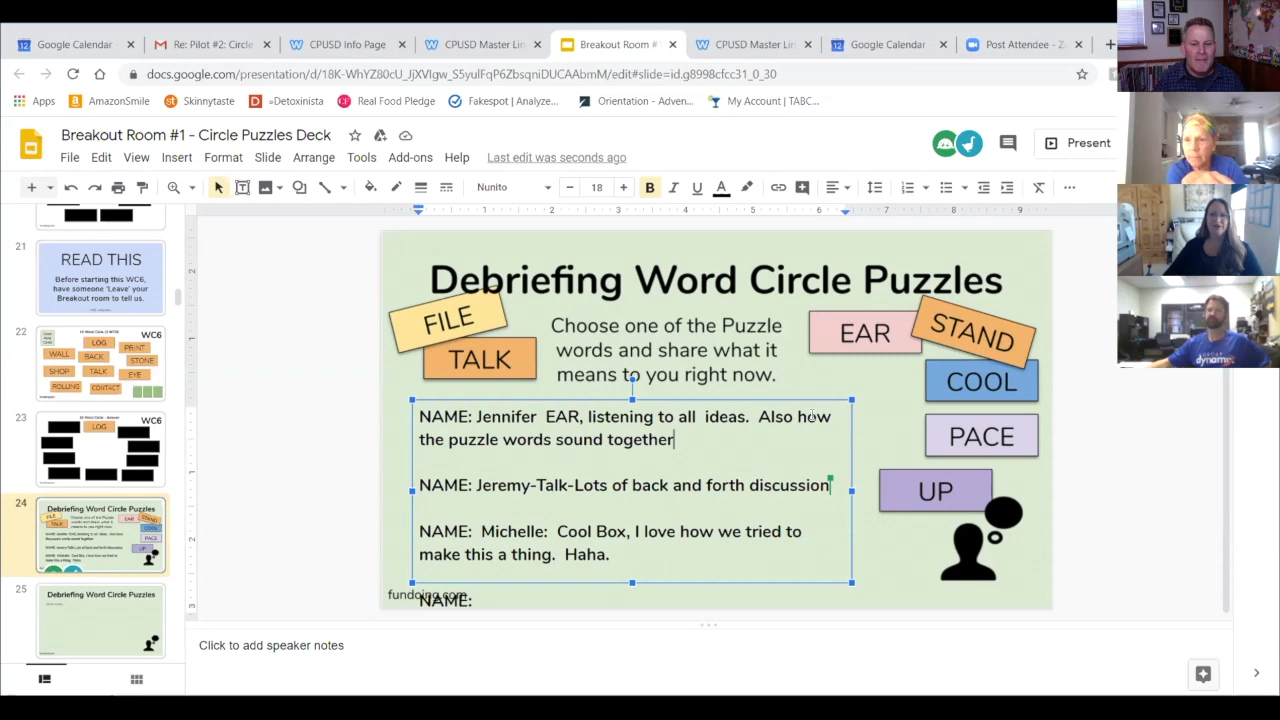 Google Calendar
Re: Pilot #2: Circle
CPUSD Info Page
CPUSD Master Lin
Breakout Room #
CPUSD Master Lin
Google Calendar
Post Attendee - Z
docs.google.com/presentation/d/18K-WhYZ80cU_JjXVIgw_S5yulFqP6ZbsqniDUCAAbmM/edit#slide=id.g8998cfcc31_0_30
Apps
AmazonSmile
Skinnytaste
»Detoxinista
Real Food Pledge
Fakespot | Analyze...
Orientation - Adven...
My Account | TABC...
Breakout Room #1 - Circle Puzzles Deck
File Edit View Insert Format Slide Arrange Tools Add-ons Help Last edit was seconds ago
Present
Nunito
18
2 3 4 5 6 7 8 9
21
READ THIS
Before starting this WC6,
have someone 'Leave' your
Breakout room to tell us.
22
WC6
LOG
WALL
BACK
PRINT
STONE
SHOP
TALK
EYE
ROLLING
CONTACT
23
WC6
LOG
24
Debriefing Word Circle Puzzles
25
Debriefing Word Circle Puzzles
Debriefing Word Circle Puzzles
FILE
TALK
Choose one of the Puzzle
words and share what it
means to you right now.
EAR
STAND
COOL
PACE
UP
NAME: Jennifer  EAR, listening to all  ideas.  Also how
the puzzle words sound together
NAME: Jeremy-Talk-Lots of back and forth discussion
NAME:  Michelle:  Cool Box, I love how we tried to
make this a thing.  Haha.
fundoing.com
NAME:
Click to add speaker notes